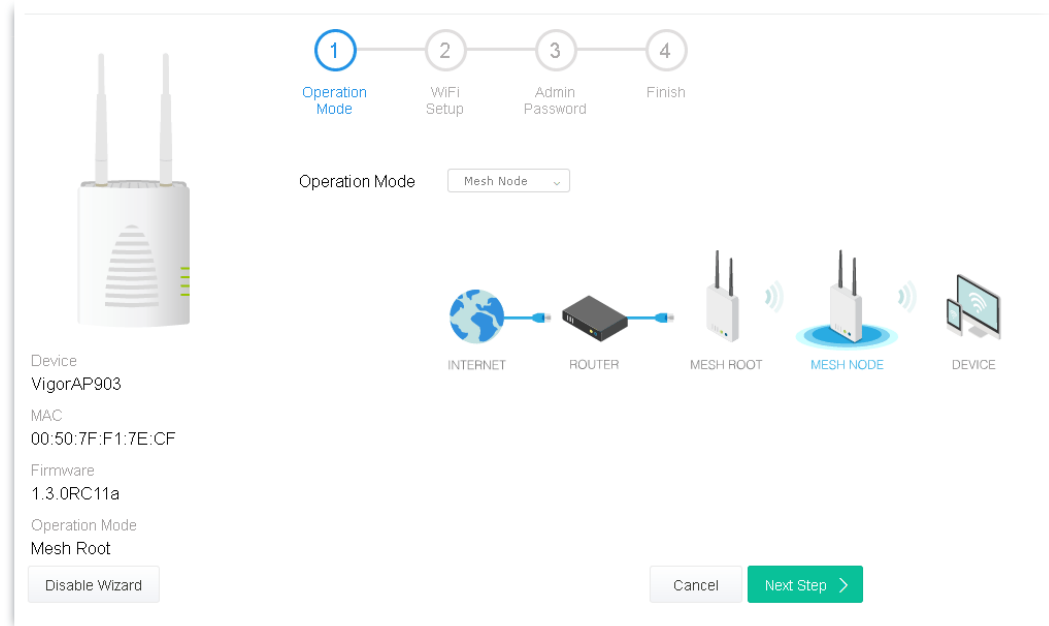 1
2
3
4
Operation
Mode
WiFi
Setup
Admin
Password
Finish
Operation Mode
Mesh Node
INTERNET
ROUTER
MESH ROOT
MESH NODE
DEVICE
Device
VigorAP903
MAC
00:50:7F:F1:7E:CF
Firmware
1.3.0RC11a
Operation Mode
Mesh Root
Disable Wizard
Cancel
Next Step